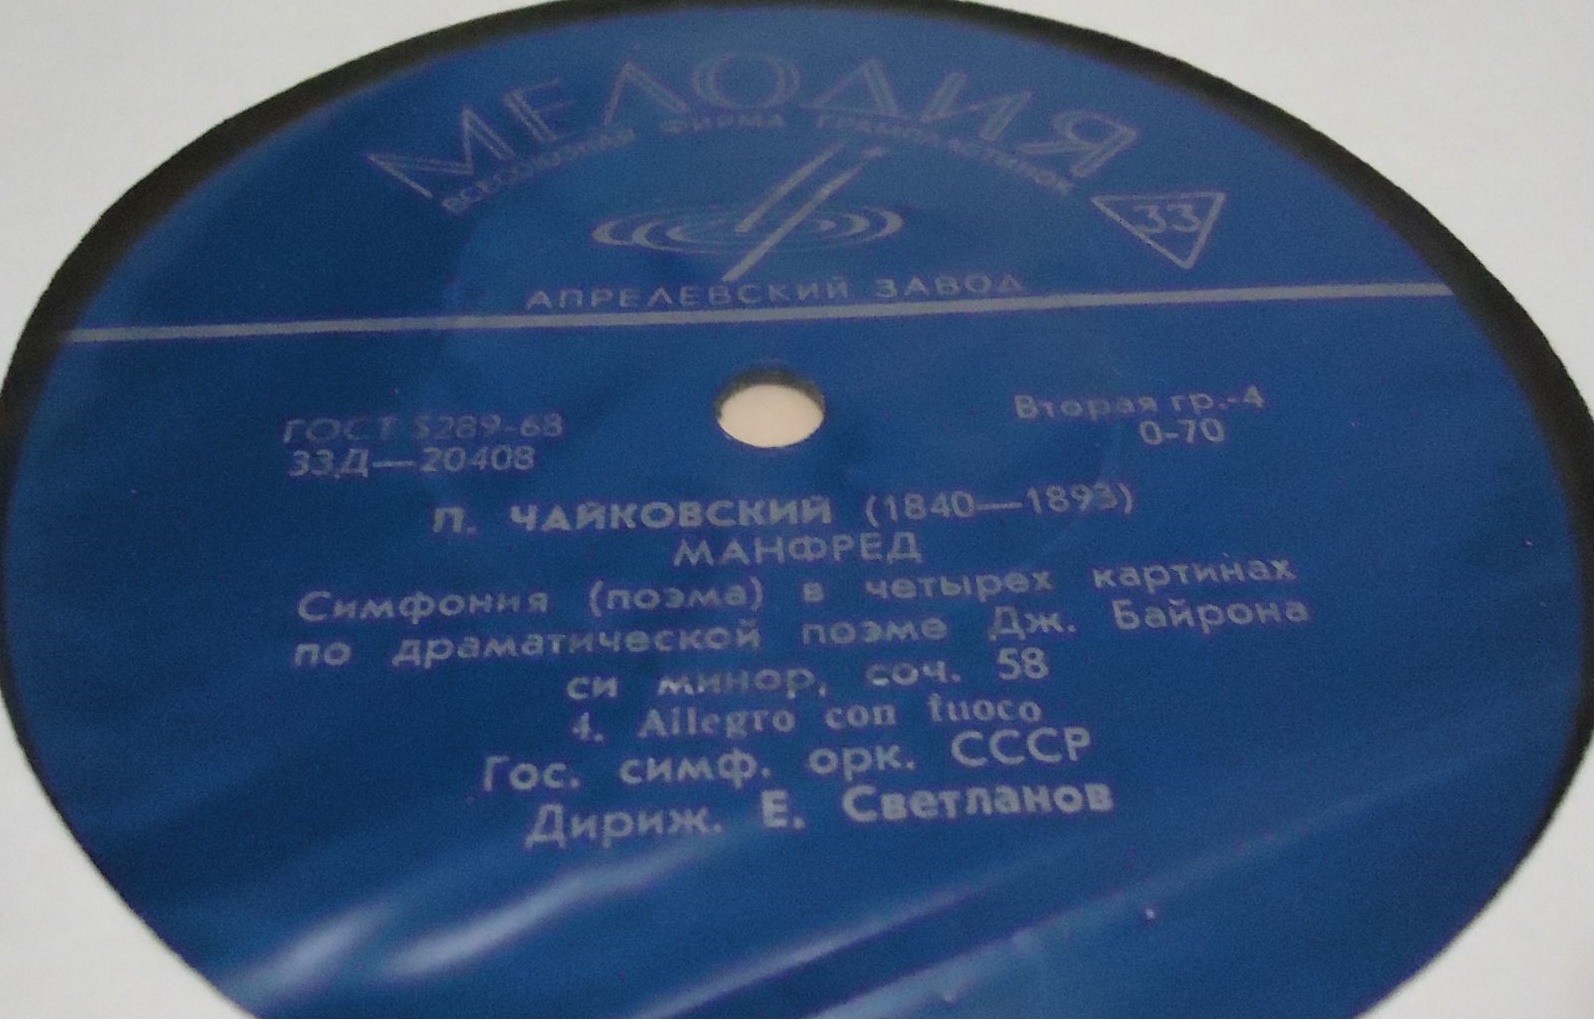 МЕЛОДИЯ
ВСЕСОЮЗНАЯ ФИРМА ГРАМПЛАСТИНОК
33
АПРЕЛЕВСКИЙ ЗАВОД
ГОСТ 5289-68
33Д—20408
Вторая гр.-4
0-70
П. ЧАЙКОВСКИЙ (1840—1893)
МАНФРЕД
Симфония (поэма) в четырех картинах
по драматической поэме Дж. Байрона
си минор, соч. 58
4. Allegro con fuoco
Гос. симф. орк. СССР
Дириж. Е. Светланов